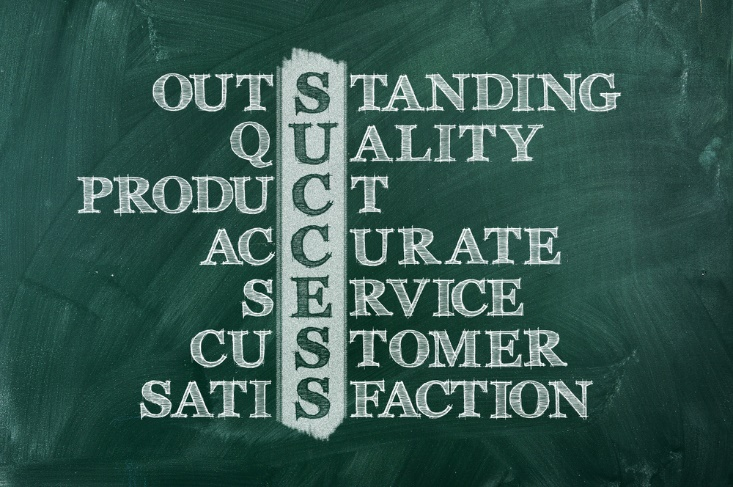 OUTSTANDING
QUALITY
PRODUCT
ACCURATE
SERVICE
CUSTOMER
SATISFACTION